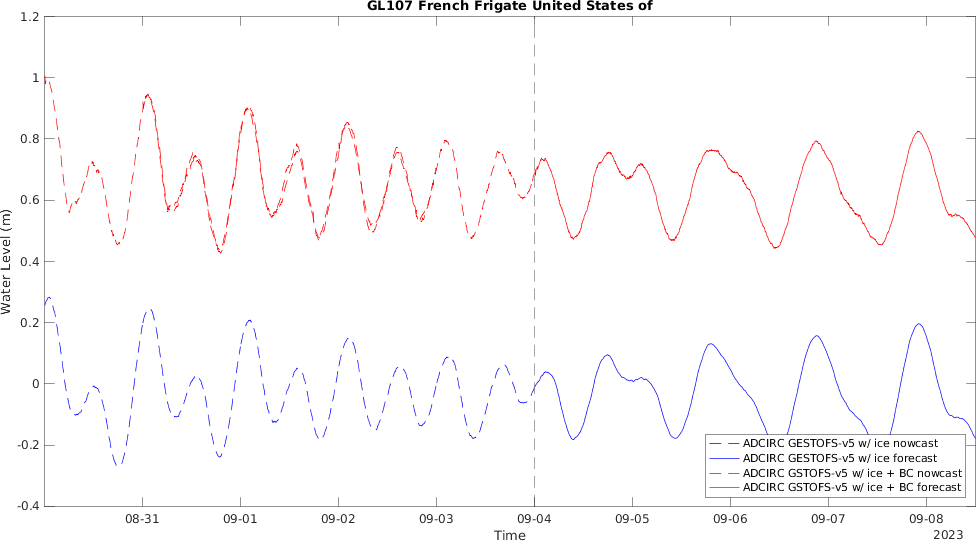 GL107 French Frigate United States of
1.2
1
0.8
0.6
0.4
0.2
0
-0.2
-0.4
Water Level (m)
08-31
09-01
09-02
09-03
09-04
09-05
09-06
09-07
09-08
Time
2023
ADCIRC GESTOFS-v5 w/ ice nowcast
ADCIRC GESTOFS-v5 w/ ice forecast
ADCIRC GSTOFS-v5 w/ ice + BC nowcast
ADCIRC GSTOFS-v5 w/ ice + BC forecast